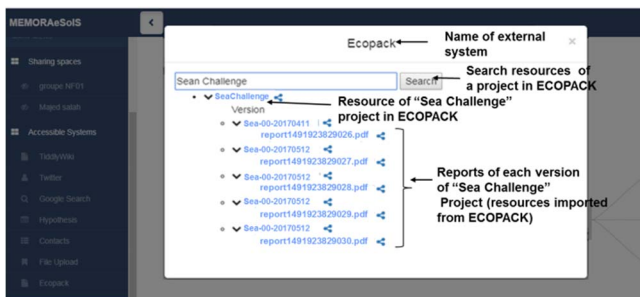 MEMORAeSolS
Sharing spaces
groupe NF01
Majed salah
Accessible Systems
TiddlyWiki
Twitter
Google Search
Hypothesis
Contacts
File Upload
Ecopack
Ecopack
Name of external
system
×
Sean Challenge
Search
Search resources of
a project in ECOPACK
SeaChallenge
Resource of "Sea Challenge"
project in ECOPACK
Version
Sea-00-20170411
report1491923829026.pdf
Sea-00-20170512
report1491923829027.pdf
Sea-00-20170512
report1491923829028.pdf
Sea-00-20170512
report1491923829029.pdf
Sea-00-20170512
report1491923829030.pdf
Reports of each version
of "Sea Challenge"
Project (resources imported
from ECOPACK)